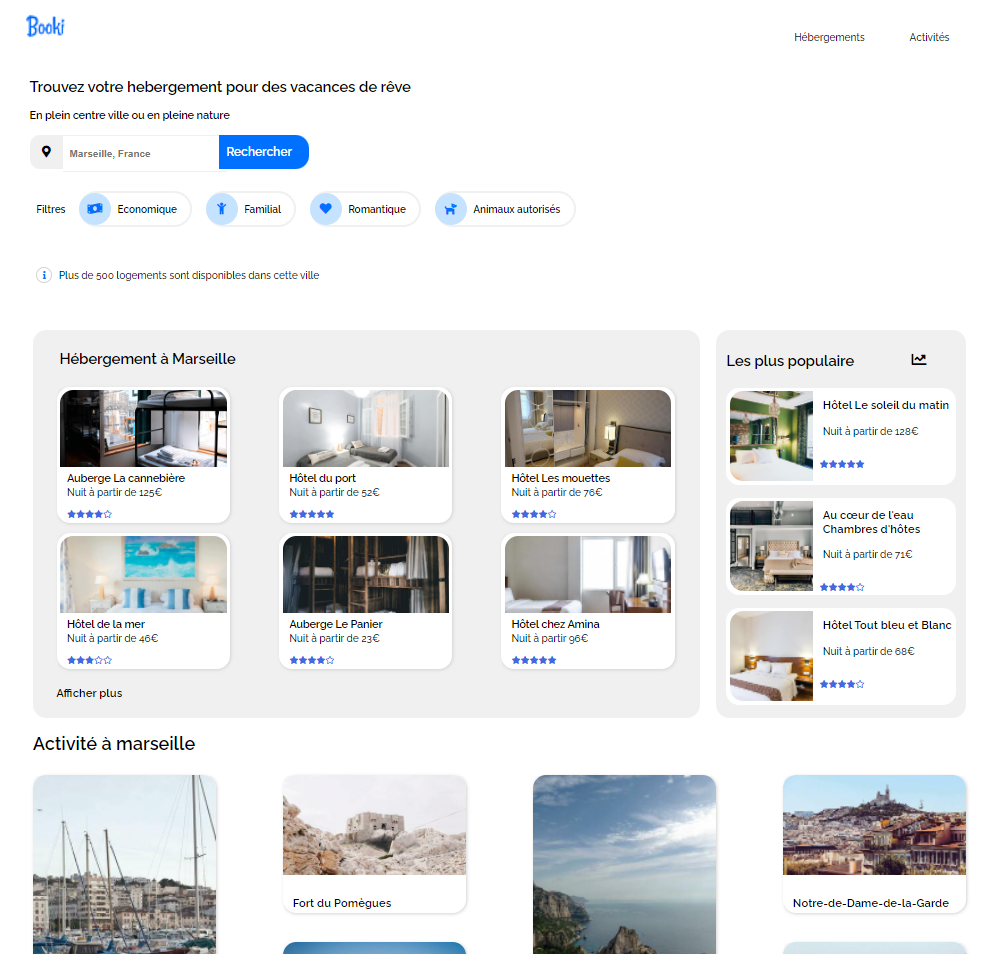 Booki
Hébergements
Activités
Trouvez votre hebergement pour des vacances de rêve
En plein centre ville ou en pleine nature
Marseille, France
Rechercher
Filtres
Economique
Familial
Romantique
Animaux autorisés
Plus de 500 logements sont disponibles dans cette ville
Hébergement à Marseille
Auberge La cannebière
Nuit à partir de 125€
Hôtel du port
Nuit à partir de 52€
Hôtel Les mouettes
Nuit à partir de 76€
Hôtel de la mer
Nuit à partir de 46€
Auberge Le Panier
Nuit à partir de 23€
Hôtel chez Amina
Nuit à partir 96€
Afficher plus
Les plus populaire
Hôtel Le soleil du matin
Nuit à partir de 128€
Au cœur de l'eau
Chambres d'hôtes
Nuit à partir de 71€
Hôtel Tout bleu et Blanc
Nuit à partir de 68€
Activité à marseille
Fort du Pomègues
Notre-de-Dame-de-la-Garde